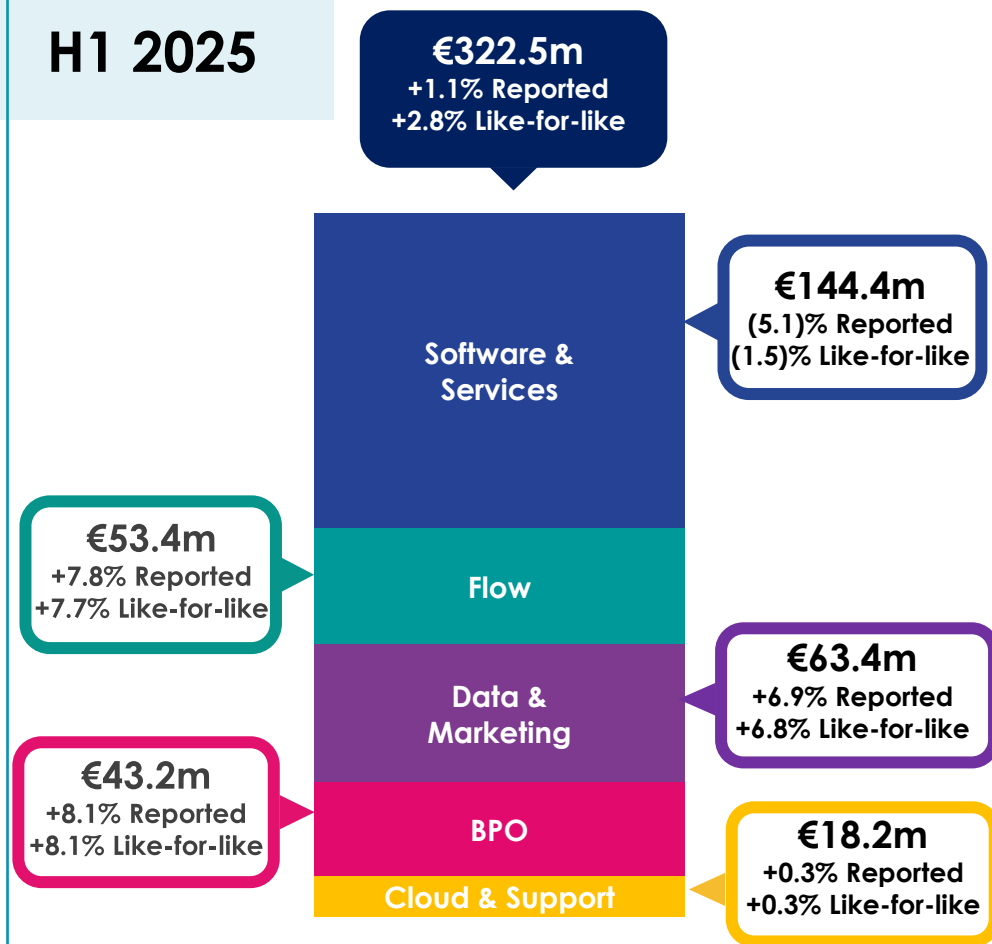 H1 2025
€322.5m
+1.1% Reported
+2.8% Like-for-like
Software &
Services
€144.4m
(5.1)% Reported
(1.5)% Like-for-like
€53.4m
+7.8% Reported
+7.7% Like-for-like
Flow
Data &
Marketing
€63.4m
+6.9% Reported
+6.8% Like-for-like
€43.2m
+8.1% Reported
+8.1% Like-for-like
BPO
Cloud & Support
€18.2m
+0.3% Reported
+0.3% Like-for-like